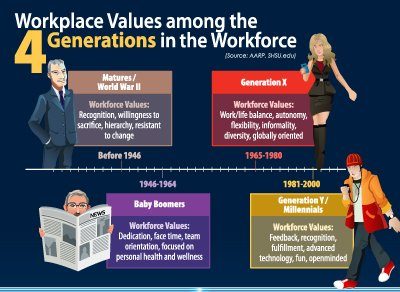 Workplace Values among the
4 Generations in the Workforce
[Source: AARP, SHSU.edu]
Matures /
World War II
Workforce Values:
Recognition, willingness to
sacrifice, hierarchy, resistant
to change
Before 1946
Generation X
Workforce Values:
Work/life balance, autonomy,
flexibility, informality,
diversity, globally oriented
1965-1980
1946-1964
Baby Boomers
Workforce Values:
Dedication, face time, team
orientation, focused on
personal health and wellness
NEWS
1981-2000
Generation Y /
Millennials
Workforce Values:
Feedback, recognition,
fulfillment, advanced
technology, fun, openminded